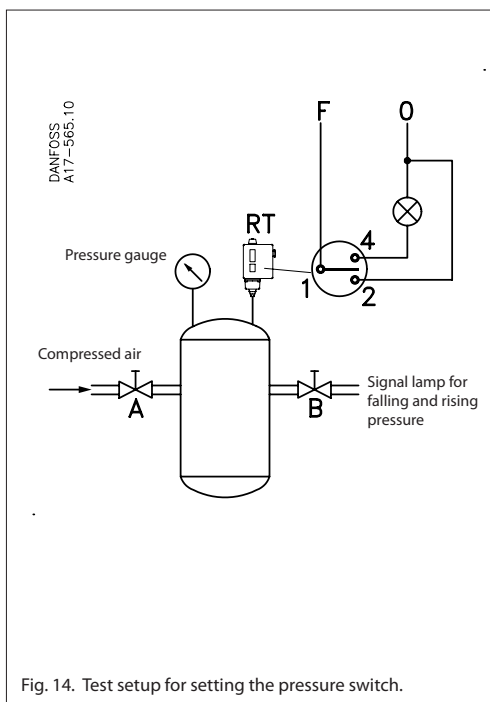 DANFOSS
A17-565.10
F
O
RT
4
1
2
Pressure gauge
Compressed air
A
B
Signal lamp for
falling and rising
pressure
Fig. 14. Test setup for setting the pressure switch.